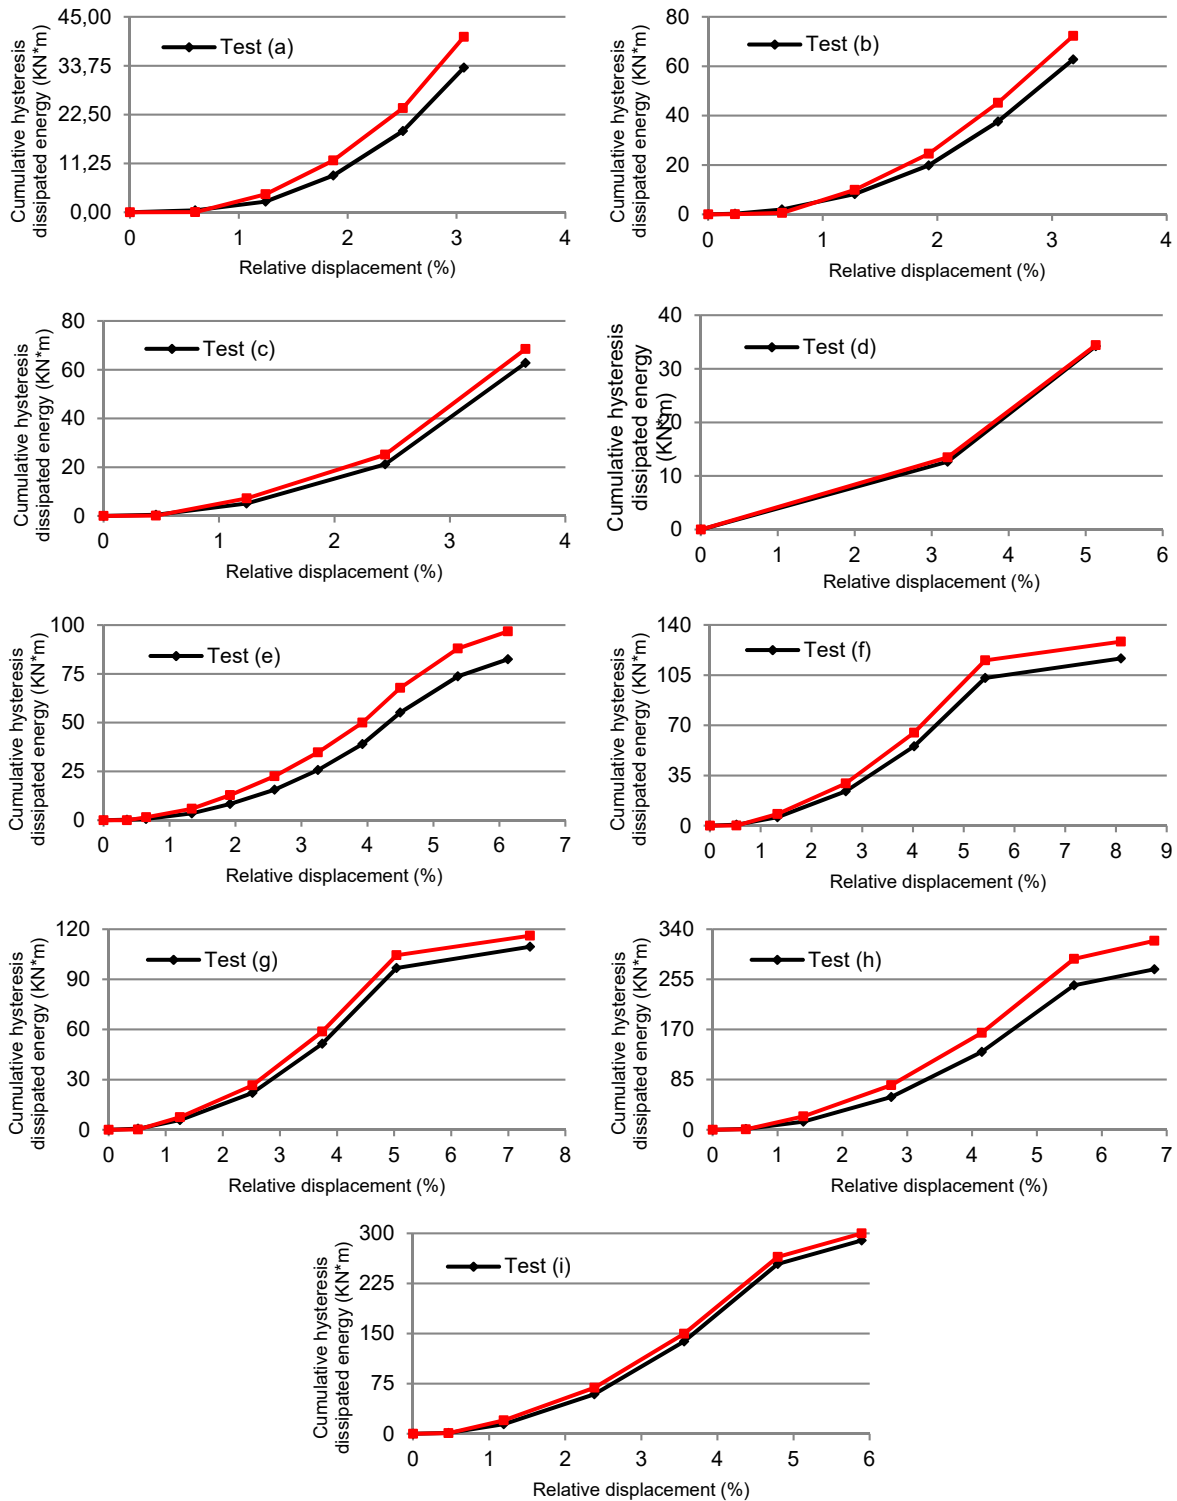 Cumulative hysteresis
dissipated energy (KN*m)
45,00
33,75
22,50
11,25
0,00
Test (a)
0 1 2 3 4
Relative displacement (%)
Cumulative hysteresis
dissipated energy (KN*m)
80
60
40
20
0
Test (b)
0 1 2 3 4
Relative displacement (%)
Cumulative hysteresis
dissipated energy (KN*m)
80
60
40
20
0
Test (c)
0 1 2 3 4
Relative displacement (%)
Cumulative hysteresis
dissipated energy
(KN*m)
40
30
20
10
0
Test (d)
0 1 2 3 4 5 6
Relative displacement (%)
Cumulative hysteresis
dissipated energy (KN*m)
100
75
50
25
0
Test (e)
0 1 2 3 4 5 6 7
Relative displacement (%)
Cumulative hysteresis
dissipated energy (KN*m)
140
105
70
35
0
Test (f)
0 1 2 3 4 5 6 7 8 9
Relative displacement (%)
Cumulative hysteresis
dissipated energy (KN*m)
120
90
60
30
0
Test (g)
0 1 2 3 4 5 6 7 8
Relative displacement (%)
Cumulative hysteresis
dissipated energy (KN*m)
340
255
170
85
0
Test (h)
0 1 2 3 4 5 6 7
Relative displacement (%)
Cumulative hysteresis
dissipated energy (KN*m)
300
225
150
75
0
Test (i)
0 1 2 3 4 5 6
Relative displacement (%)